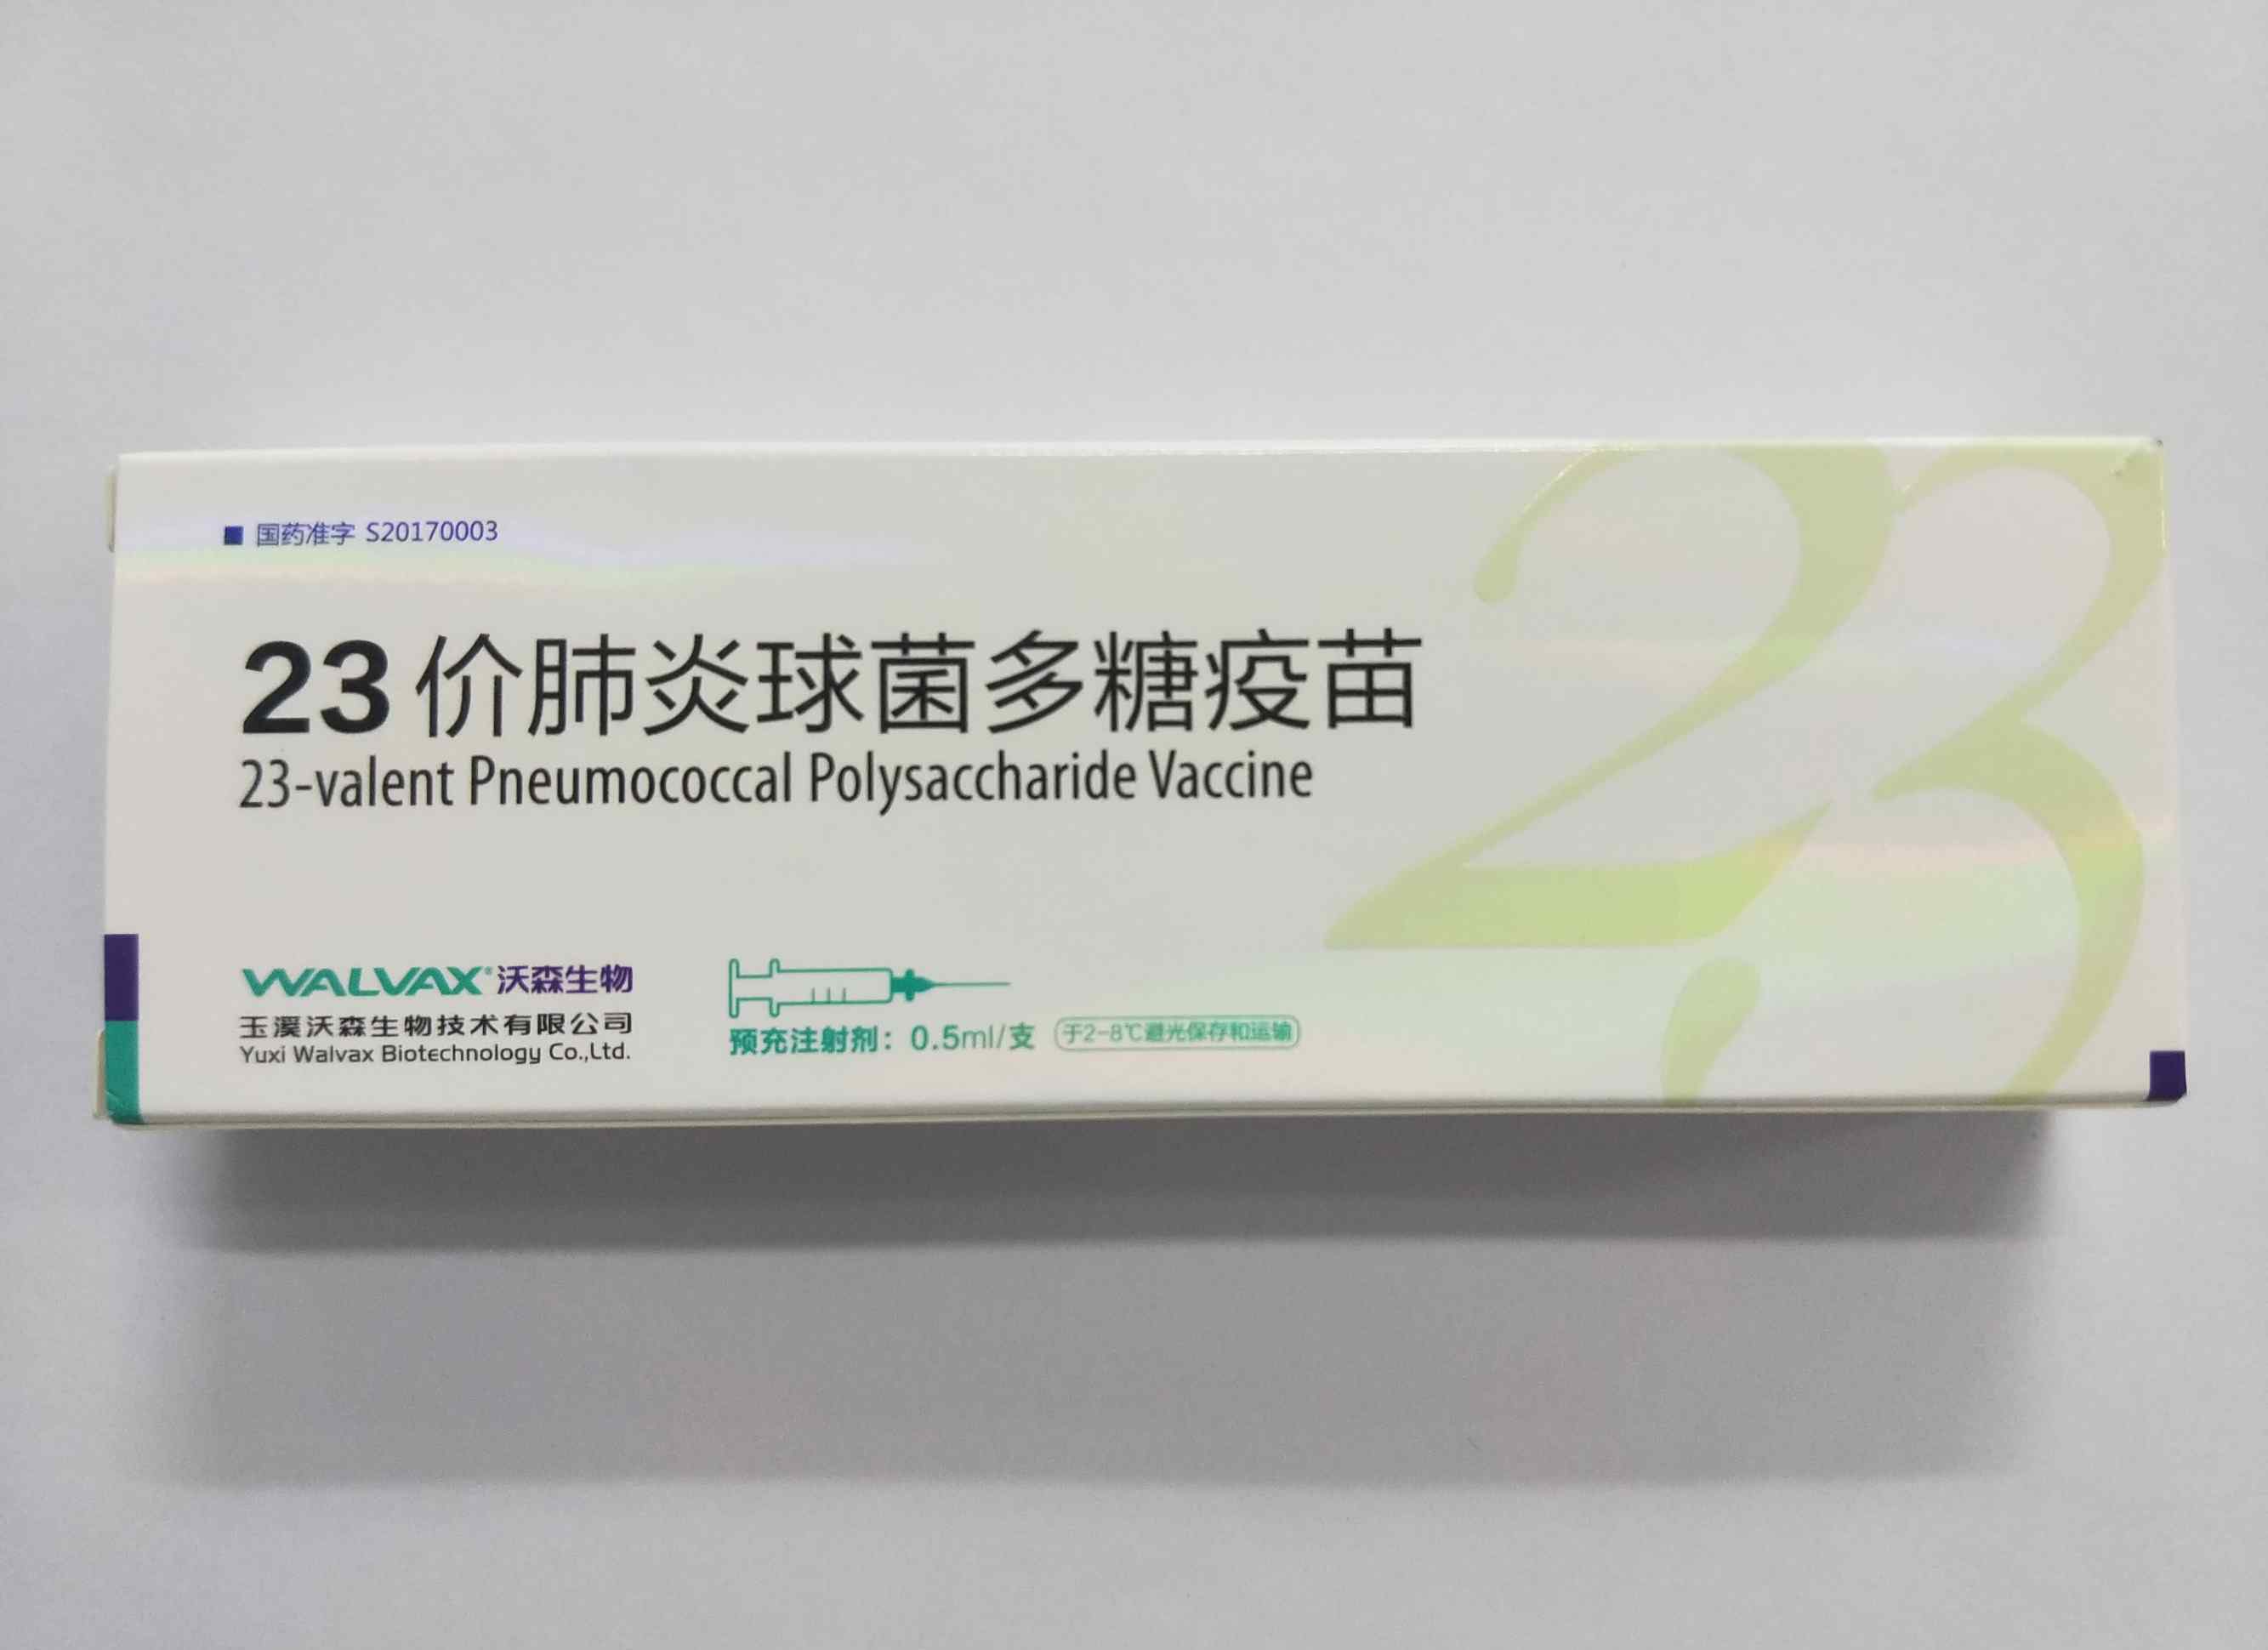 国药准字 S20170003
23价肺炎球菌多糖疫苗
23-valent Pneumococcal Polysaccharide Vaccine
23
WALVAX®沃森生物
玉溪沃森生物技术有限公司
Yuxi Walvax Biotechnology Co.,Ltd.
预充注射剂：0.5ml/支 于2-8℃避光保存和运输